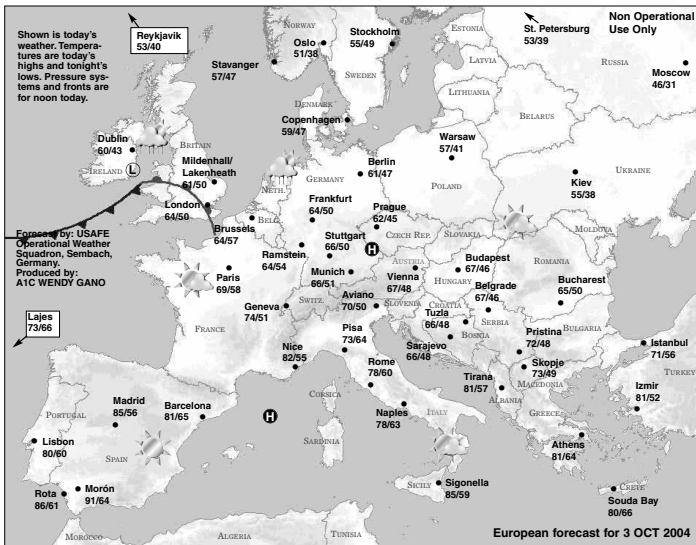 Shown is today's
weather. Tempera-
tures are today's
highs and tonight's
lows. Pressure sys-
tems and fronts are
for noon today.
Reykjavik
53/40
NORWAY
Oslo
51/38
Stockholm
55/49
Stavanger
57/47
SWEDEN
ESTONIA
St. Petersburg
53/39
Non Operational
Use Only
LATVIA
RUSSIA
Moscow
46/31
LITHUANIA
BELARUS
DENMARK
Copenhagen
59/47
Dublin
60/43
IRELAND
L
BRITAIN
Mildenhall/
Lakenheath
61/50
London
64/50
NETH.
GERMANY
Berlin
61/47
Warsaw
57/41
POLAND
UKRAINE
Kiev
55/38
Frankfurt
64/50
Prague
62/45
CZECH REP.
Brussels
64/57
BELG.
Stuttgart
66/50
Ramstein
64/54
H
SLOVAKIA
MOLDOVA
Forecast by: USAFE
Operational Weather
Squadron, Sembach,
Germany.
Produced by:
A1C WENDY GANO
Paris
69/58
Munich
66/51
AUSTRIA
Vienna
67/48
Budapest
67/46
HUNGARY
ROMANIA
Bucharest
65/50
Geneva
74/51
SWITZ.
Aviano
70/50
SLOVENIA
CROATIA
Belgrade
67/46
Tuzla
66/48
SERBIA
BOSNIA
BULGARIA
Lajes
73/66
FRANCE
Nice
82/55
Pisa
73/64
Sarajevo
66/48
Pristina
72/48
Skopje
73/49
MACEDONIA
Istanbul
71/56
TURKEY
Rome
78/60
Tirana
81/57
ALBANIA
Izmir
81/52
Madrid
85/56
Barcelona
81/65
H
CORSICA
Naples
78/63
ITALY
GREECE
PORTUGAL
Lisbon
80/60
SPAIN
SARDINIA
Athens
81/64
Rota
86/61
Morón
91/64
SICILY
Sigonella
85/59
CRETE
Souda Bay
80/66
MOROCCO
ALGERIA
TUNISIA
European forecast for 3 OCT 2004